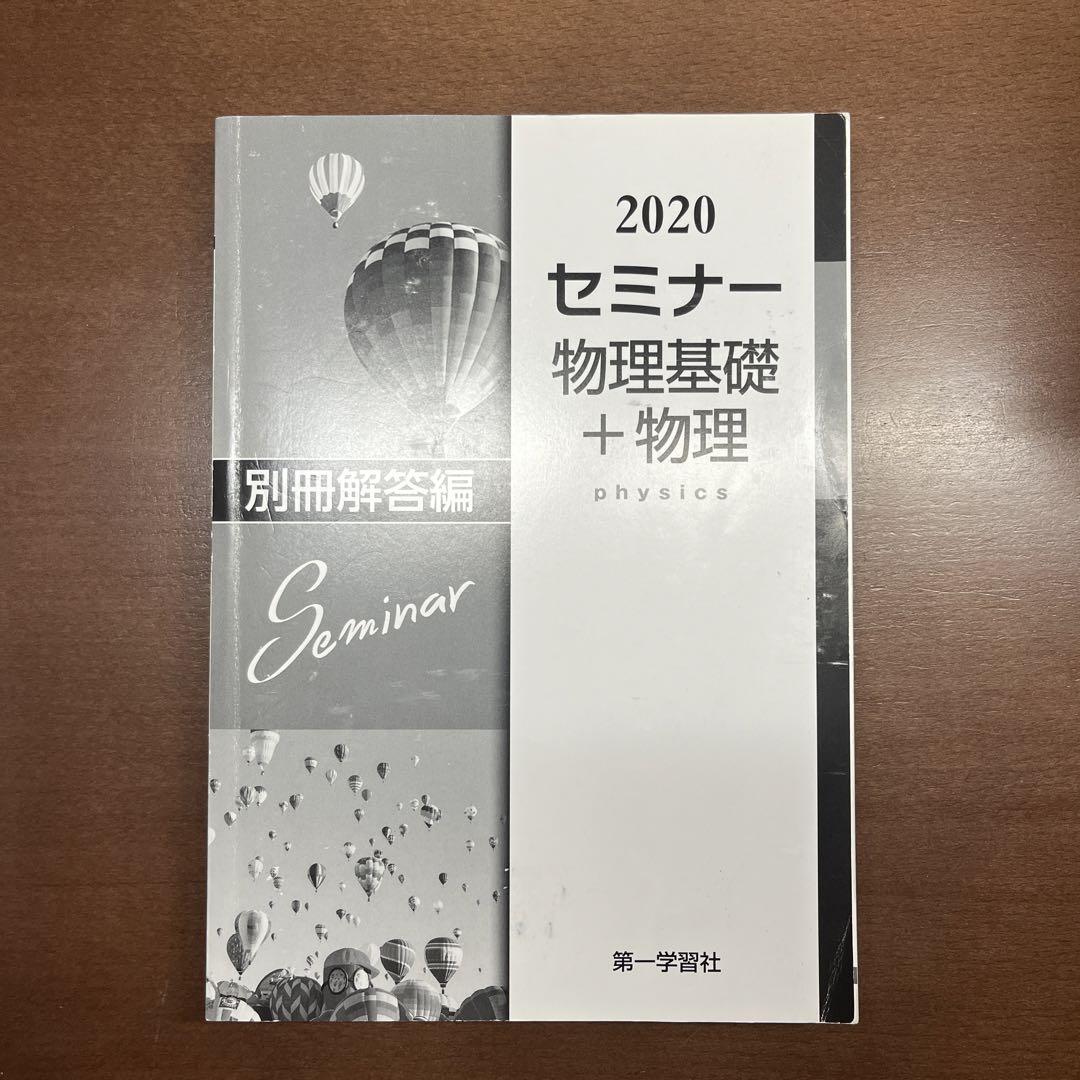 2020
セミナー
物理基礎
+物理
physics
別冊解答編
Seminar
第一学習社